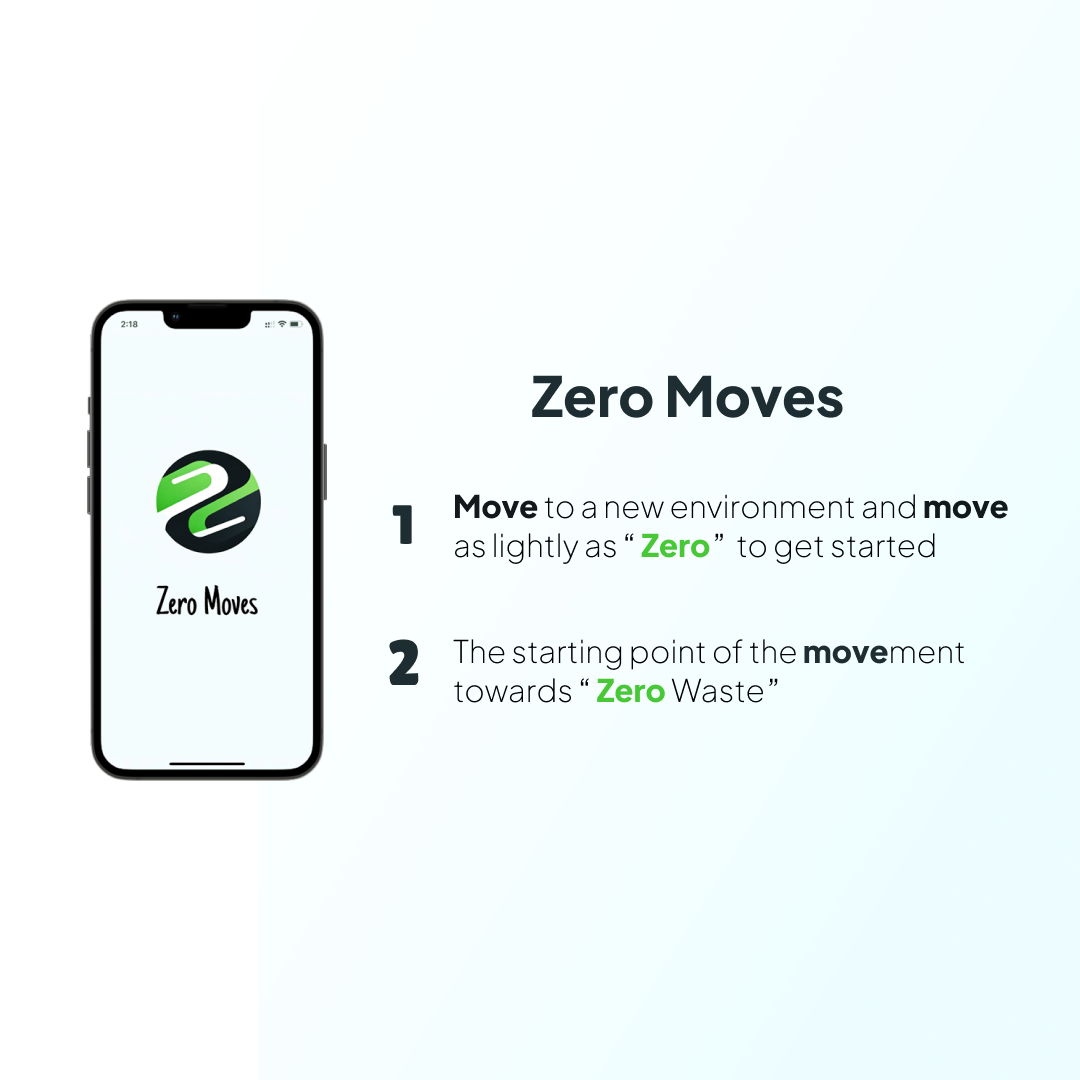 2:18
Zero Moves
Zero Moves
1
Move to a new environment and move
as lightly as “ Zero ” to get started
2
The starting point of the movement
towards “ Zero Waste ”